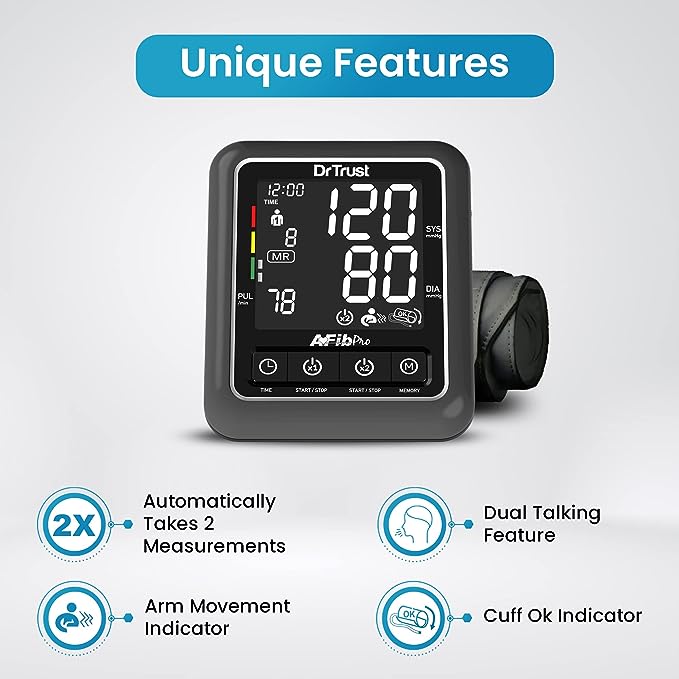 Unique Features
DrTrust
12:00
TIME
120
SYS
mmHg
8
MR
80
DIA
mmHg
PUL
/min
78
x2
OK
AFib Pro
x1
x2
M
TIME
START / STOP
START / STOP
MEMORY
2X
Automatically
Takes 2
Measurements
Dual Talking
Feature
Arm Movement
Indicator
OK
Cuff Ok Indicator